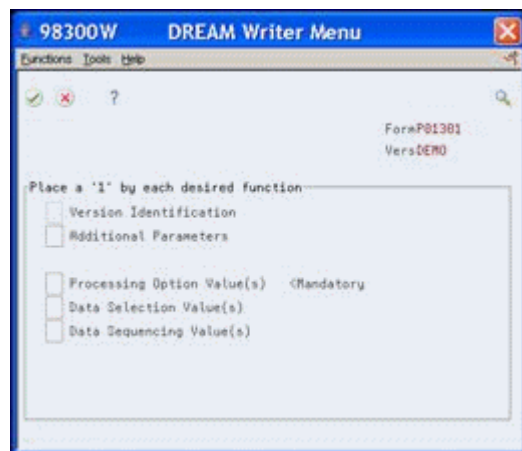 98300W DREAM Writer Menu
Functions Tools Help
?
Form P01301
Vers DEMO
Place a '1' by each desired function
Version Identification
Additional Parameters
Processing Option Value(s) <Mandatory
Data Selection Value(s)
Data Sequencing Value(s)